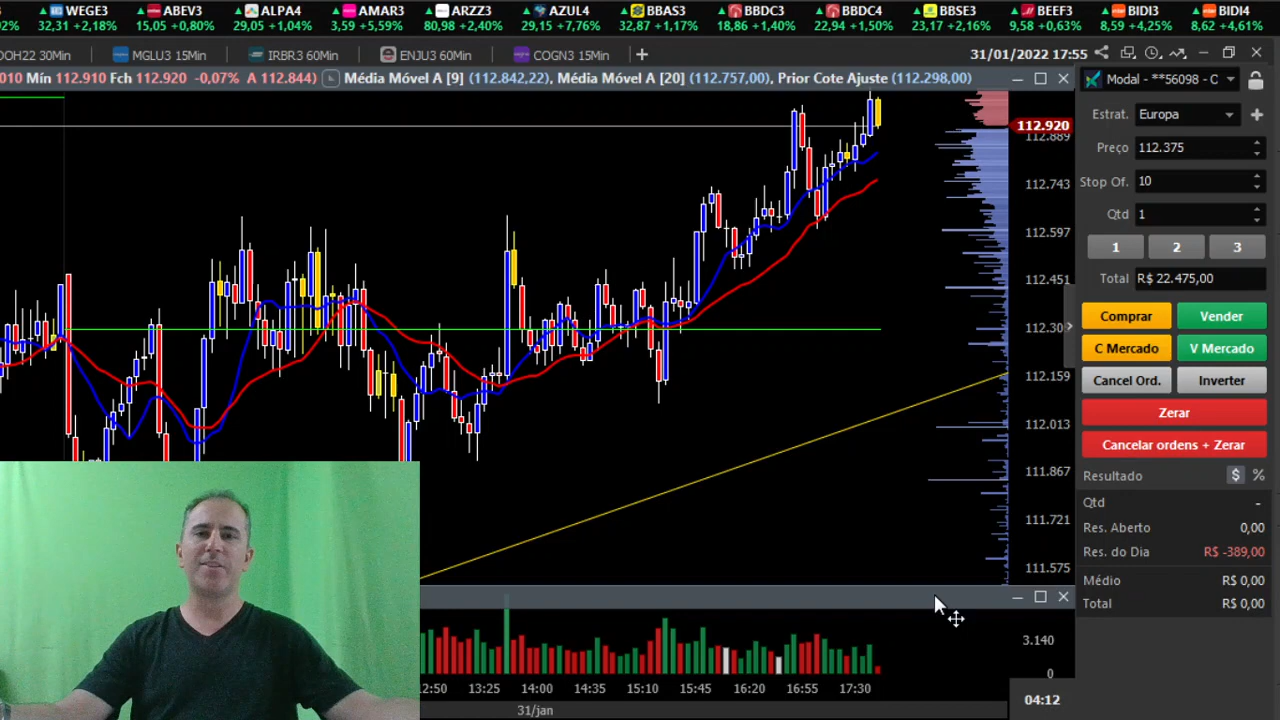 WEGE3 ABEV3 ALPA4 AMAR3 ARZZ3 AZUL4 BBAS3 BBDC3 BBDC4 BBSE3 BEEF3 BIDI3 BIDI4
32,31 +2,18% 15,05 +0,80% 29,05 +1,04% 3,59 +5,59% 80,98 +2,40% 29,15 +7,76% 32,87 +1,17% 18,86 +1,40% 22,94 +1,50% 23,17 +2,16% 9,58 +0,63% 8,59 +4,25% 8,62 +4,61%
OOH22 30Min MGLU3 15Min IRBR3 60Min ENJU3 60Min COGN3 15Min + 31/01/2022 17:55
010 Mín 112.910 Fch 112.920 -0,07% A 112.844) Média Móvel A [9] (112.842,22), Média Móvel A [20] (112.757,00), Prior Cote Ajuste (112.298,00)
112.920
112.889
112.743
112.597
112.451
112.30
112.159
112.013
111.867
111.721
111.575
3.140
0
12:50 13:25 14:00 14:35 15:10 15:45 16:20 16:55 17:30
31/jan
04:12
Modal - **56098 - C
Estrat. Europa
Preço 112.375
Stop Of. 10
Qtd 1
1 2 3
Total R$ 22.475,00
Comprar Vender
C Mercado V Mercado
Cancel Ord. Inverter
Zerar
Cancelar ordens + Zerar
Resultado $ %
Qtd -
Res. Aberto 0,00
Res. do Dia R$ -389,00
Médio R$ 0,00
Total R$ 0,00